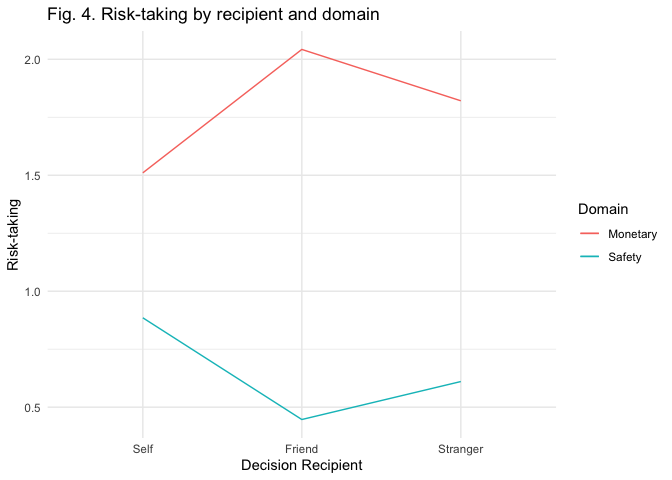 Fig. 4. Risk-taking by recipient and domain
2.0
1.5
1.0
0.5
Risk-taking
Self Friend Stranger
Decision Recipient
Domain
Monetary
Safety